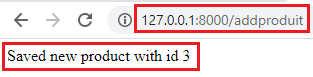 127.0.0.1:8000/addproduit
Saved new product with id 3